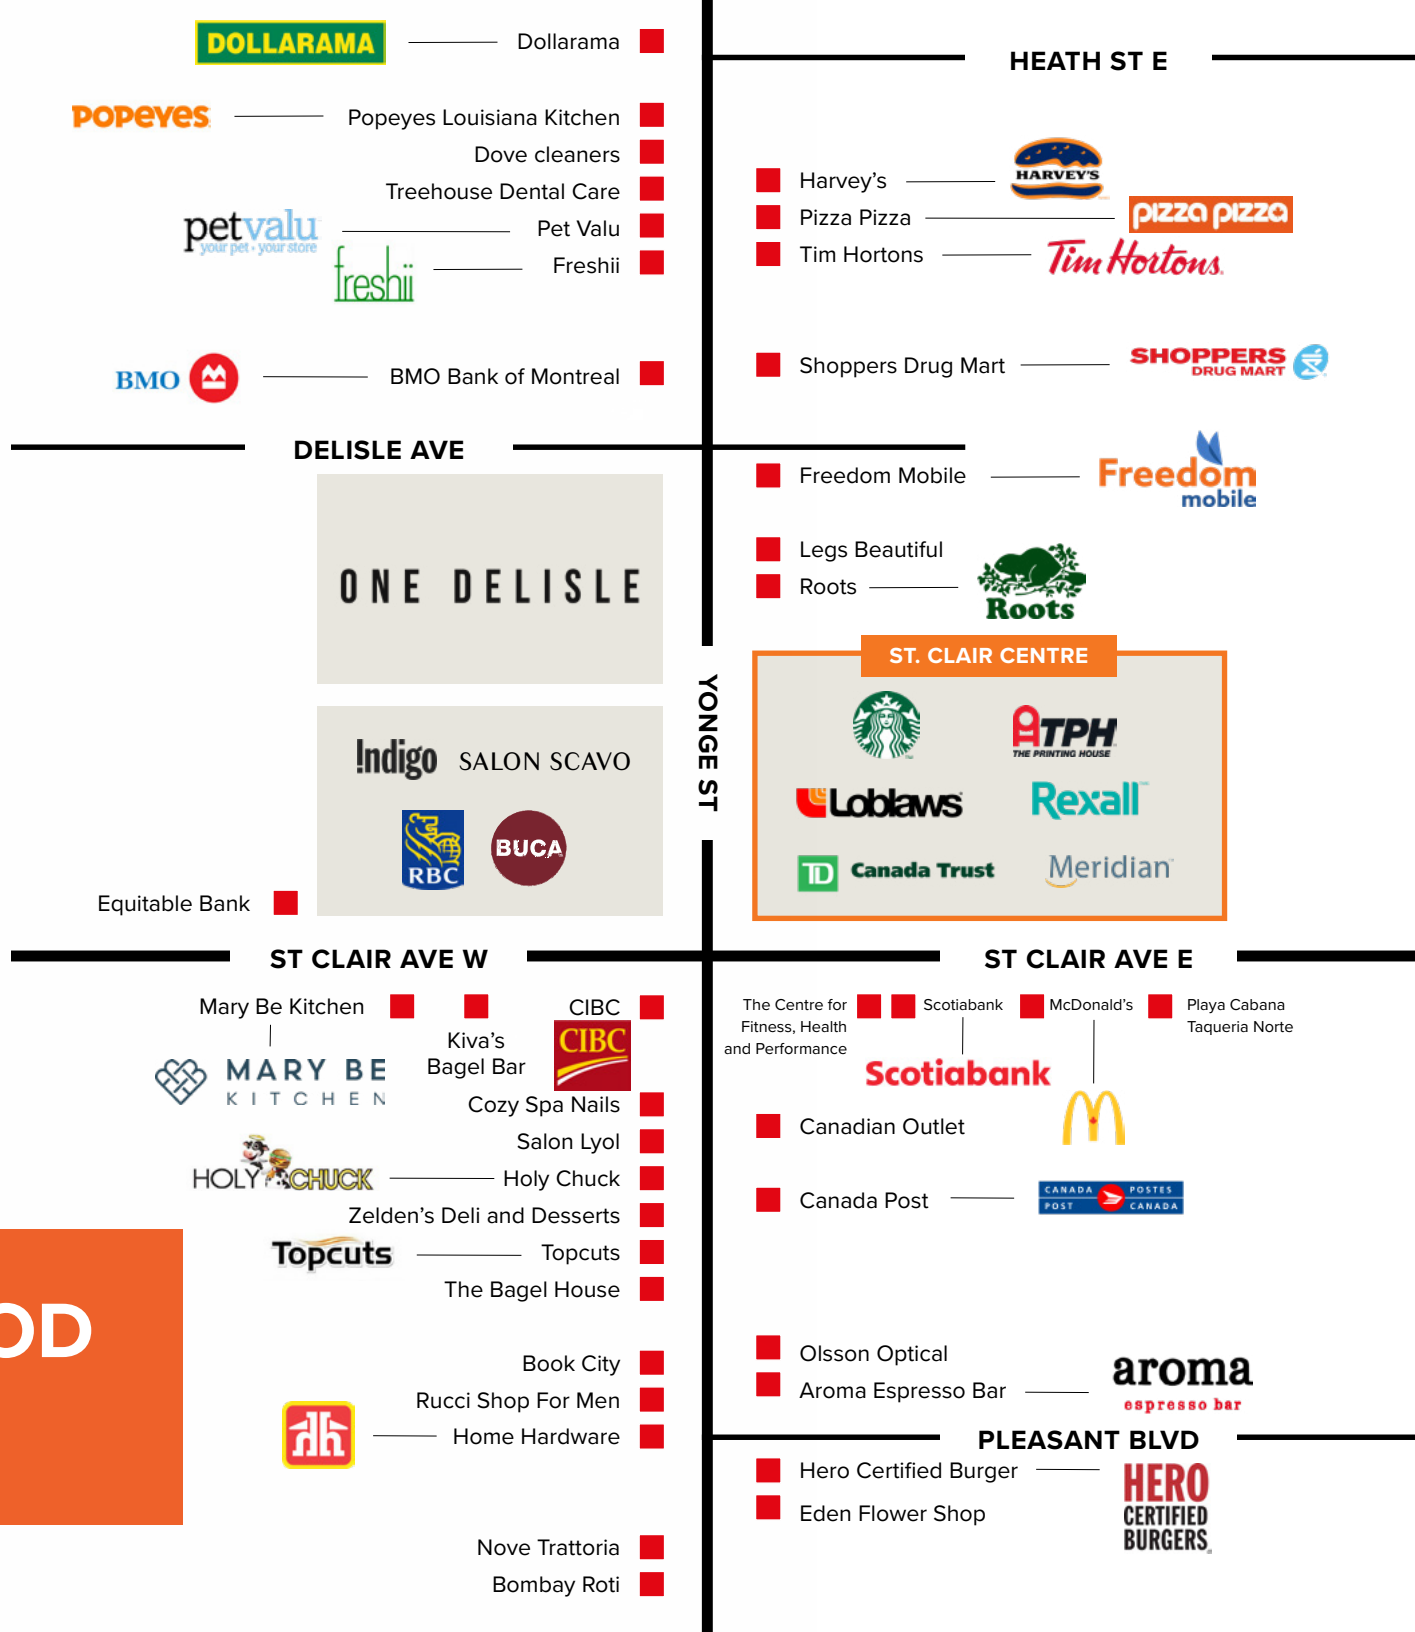 DOLLARAMA
Dollarama
HEATH ST E
POPEYES
Popeyes Louisiana Kitchen
Dove cleaners
Treehouse Dental Care
petvalu
your pet • your store
Pet Valu
freshii
Freshii
Harvey’s
HARVEY'S
Pizza Pizza
pizza pizza
Tim Hortons
Tim Hortons.
BMO
BMO Bank of Montreal
Shoppers Drug Mart
SHOPPERS
DRUG MART
DELISLE AVE
Freedom Mobile
Freedom
mobile
ONE DELISLE
Legs Beautiful
Roots
Roots
YONGE ST
ST. CLAIR CENTRE
!ndigo
SALON SCAVO
RBC
BUCA
TPH
THE PRINTING HOUSE
Loblaws
Rexall
TD Canada Trust
Meridian
Equitable Bank
ST CLAIR AVE W
ST CLAIR AVE E
Mary Be Kitchen
MARY BE
KITCHEN
Kiva’s
Bagel Bar
CIBC
CIBC
The Centre for
Fitness, Health
and Performance
Scotiabank
Scotiabank
McDonald’s
Playa Cabana
Taqueria Norte
Cozy Spa Nails
Salon Lyol
HOLY CHUCK
Holy Chuck
Zelden’s Deli and Desserts
Topcuts
Topcuts
The Bagel House
Canadian Outlet
Canada Post
CANADA POSTES
POST CANADA
OD
Book City
Rucci Shop For Men
Home Hardware
Olsson Optical
Aroma Espresso Bar
aroma
espresso bar
PLEASANT BLVD
Hero Certified Burger
HERO
CERTIFIED
BURGERS
Eden Flower Shop
Nove Trattoria
Bombay Roti